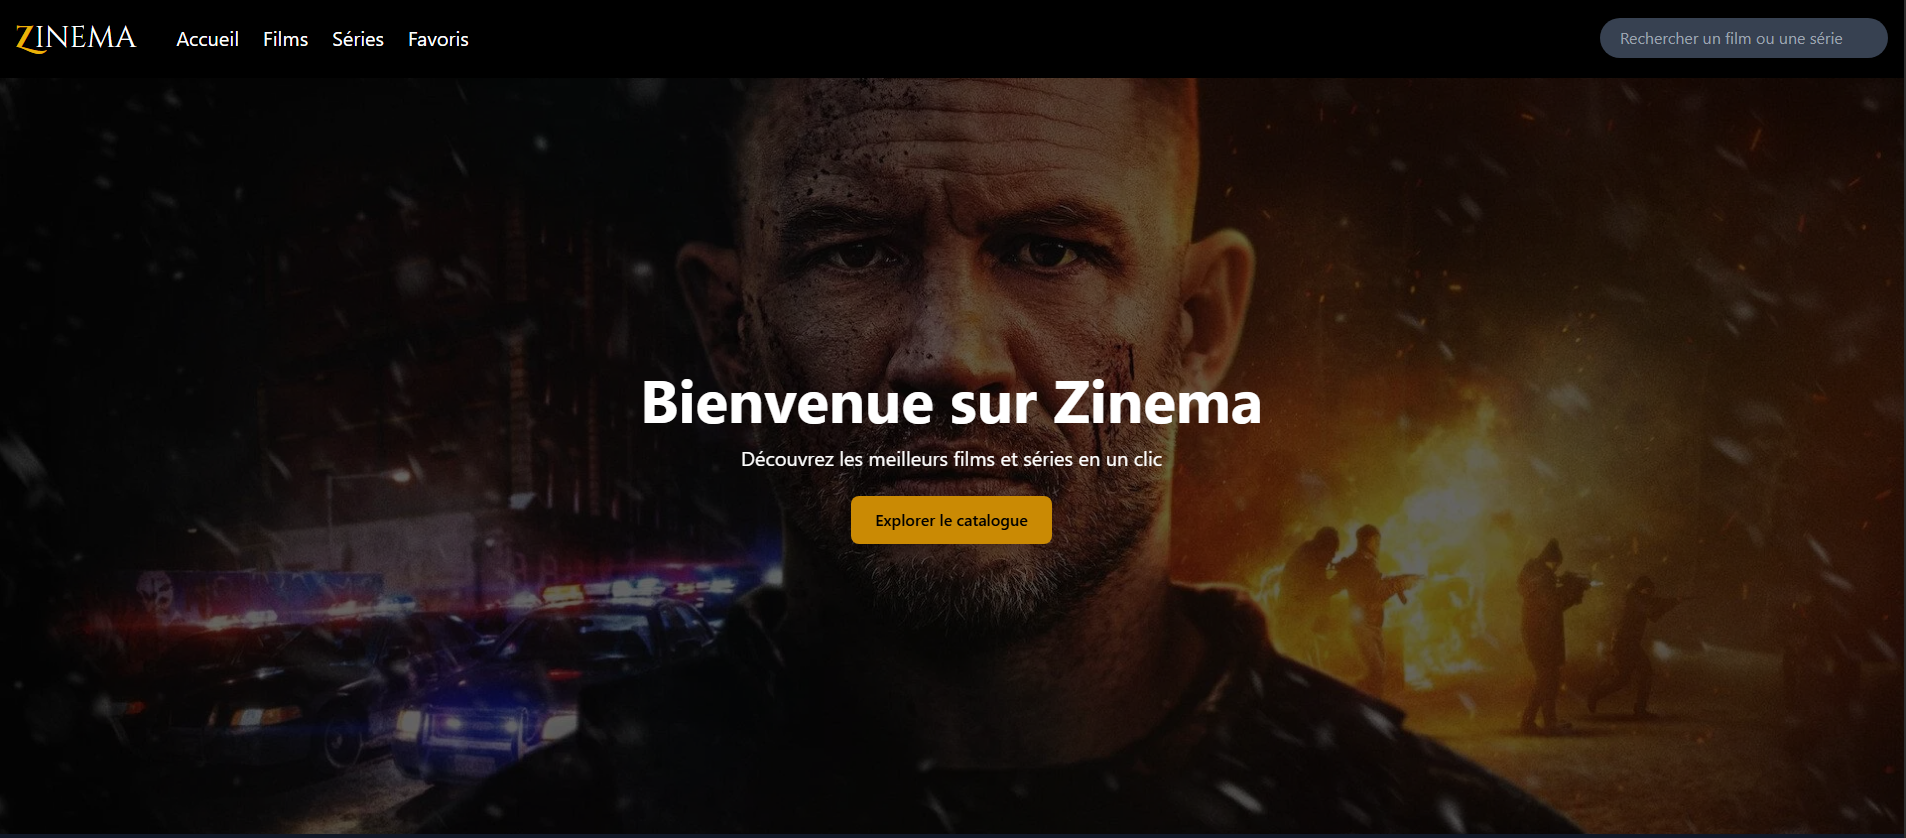 ZINEMA
Accueil Films Séries Favoris
Rechercher un film ou une série
Bienvenue sur Zinema
Découvrez les meilleurs films et séries en un clic
Explorer le catalogue